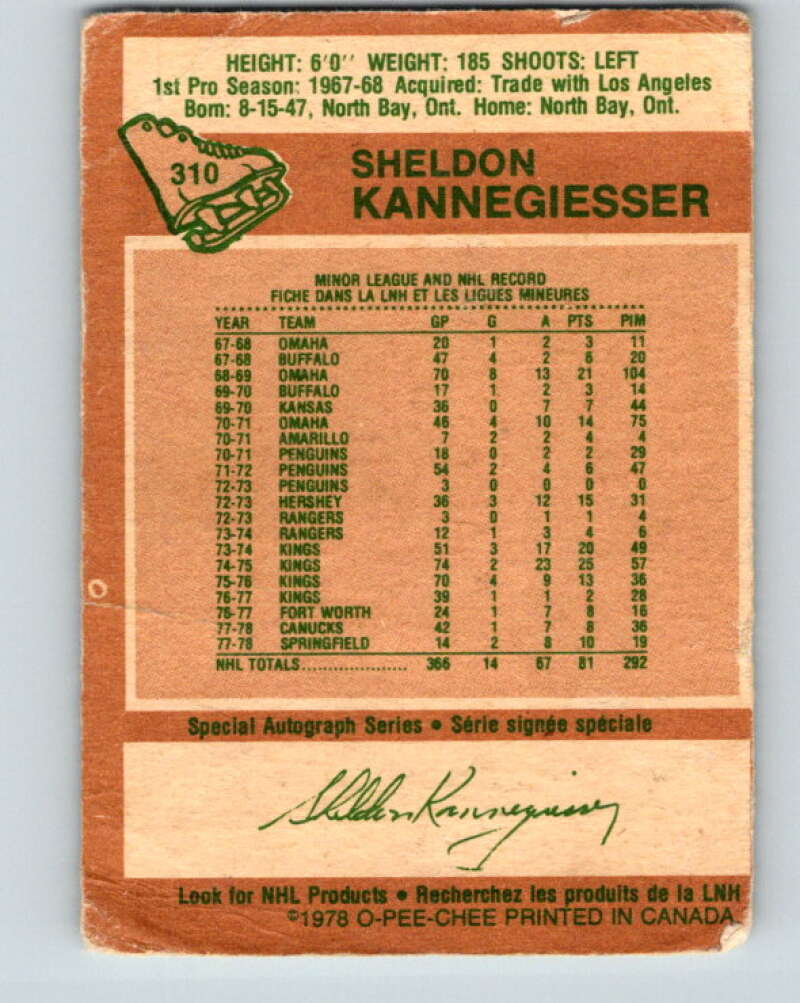 HEIGHT: 6'0'' WEIGHT: 185 SHOOTS: LEFT
1st Pro Season: 1967-68 Acquired: Trade with Los Angeles
Born: 8-15-47, North Bay, Ont. Home: North Bay, Ont.
310
SHELDON
KANNEGIESSER
MINOR LEAGUE AND NHL RECORD
FICHE DANS LA LNH ET LES LIGUES MINEURES
YEAR TEAM GP G A PTS PIM
67-68 OMAHA 20 1 2 3 11
67-68 BUFFALO 47 4 2 6 20
68-69 OMAHA 70 8 13 21 104
69-70 BUFFALO 17 1 2 3 14
69-70 KANSAS 36 0 7 7 44
70-71 OMAHA 46 4 10 14 75
70-71 AMARILLO 7 2 2 4 4
70-71 PENGUINS 18 0 2 2 29
71-72 PENGUINS 54 2 4 6 47
72-73 PENGUINS 3 0 0 0 0
72-73 HERSHEY 36 3 12 15 31
72-73 RANGERS 3 0 1 1 4
73-74 RANGERS 12 1 3 4 6
73-74 KINGS 51 3 17 20 49
74-75 KINGS 74 2 23 25 57
75-76 KINGS 70 4 9 13 36
76-77 KINGS 39 1 1 2 28
76-77 FORT WORTH 24 1 7 8 16
77-78 CANUCKS 42 1 7 8 36
77-78 SPRINGFIELD 14 2 8 10 19
NHL TOTALS.................... 366 14 67 81 292
Special Autograph Series • Série signée spéciale
Sheldon Kannegiesser
Look for NHL Products • Recherchez les produits de la LNH
©1978 O-PEE-CHEE PRINTED IN CANADA